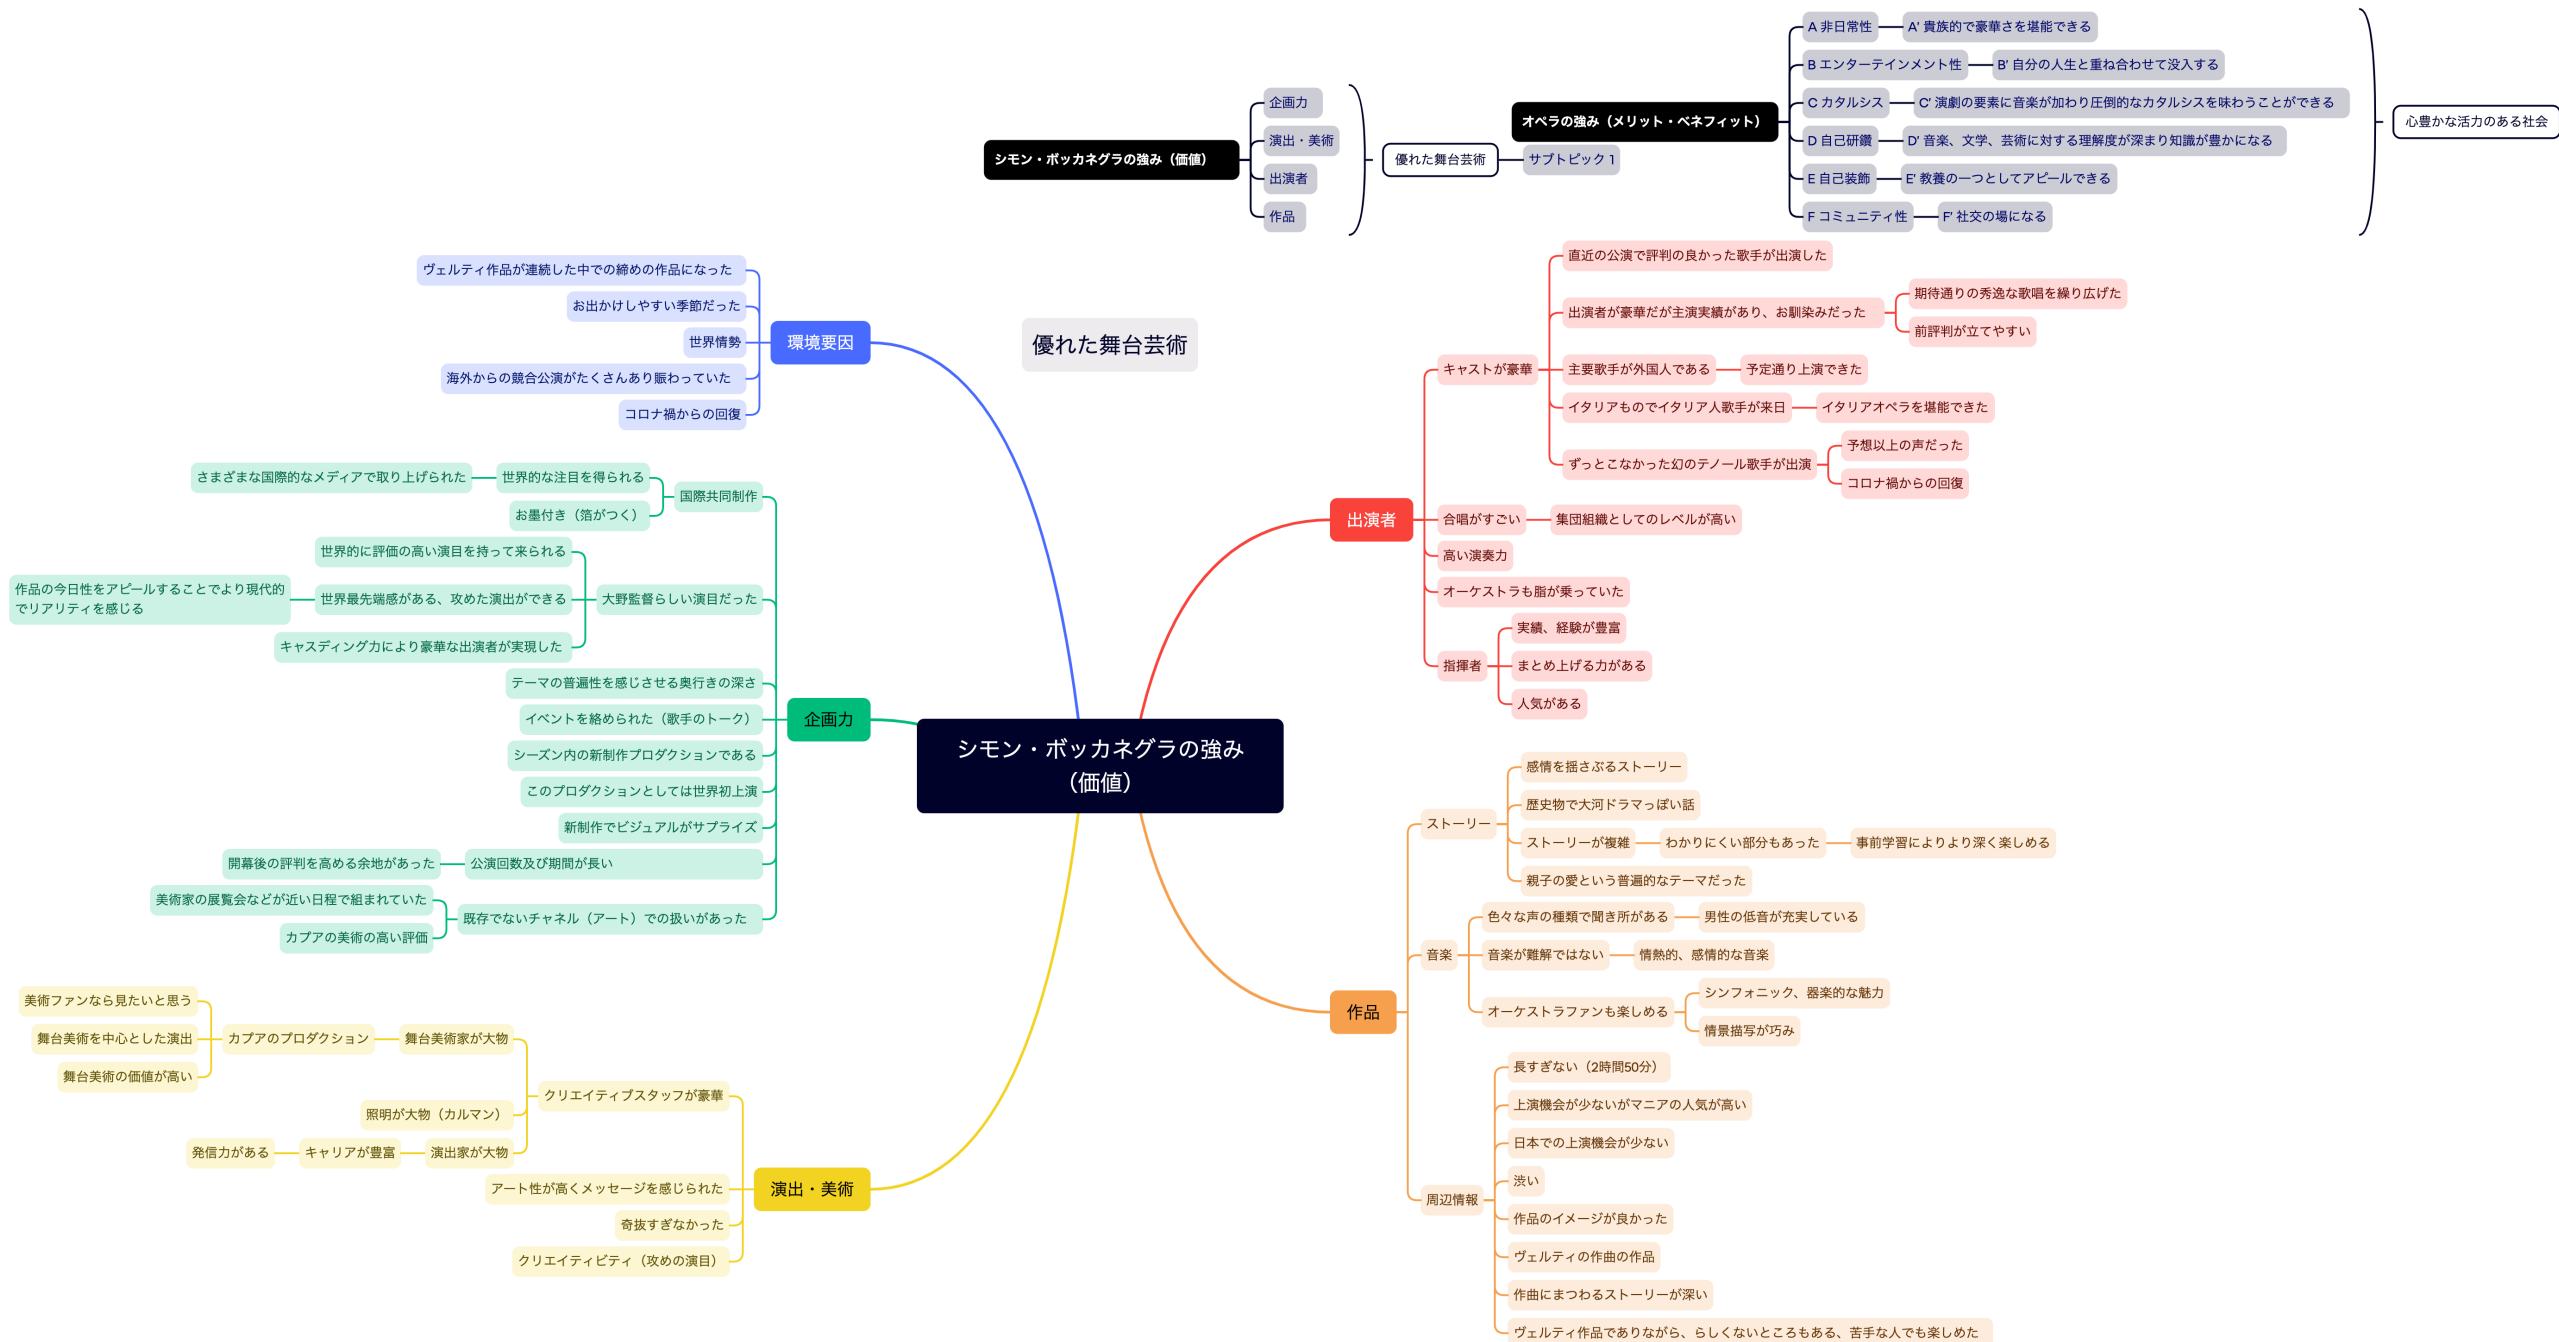 シモン・ボッカネグラの強み（価値）
企画力
演出・美術
出演者
作品
優れた舞台芸術
サブトピック 1
オペラの強み（メリット・ベネフィット）
A 非日常性
A' 貴族的で豪華さを堪能できる
B エンターテインメント性
B' 自分の人生と重ね合わせて没入する
C カタルシス
C' 演劇の要素に音楽が加わり圧倒的なカタルシスを味わうことができる
D 自己研鑽
D' 音楽、文学、芸術に対する理解度が深まり知識が豊かになる
E 自己装飾
E' 教養の一つとしてアピールできる
F コミュニティ性
F' 社交の場になる
心豊かな活力のある社会
優れた舞台芸術
シモン・ボッカネグラの強み
（価値）
環境要因
ヴェルティ作品が連続した中での締めの作品になった
お出かけしやすい季節だった
世界情勢
海外からの競合公演がたくさんあり賑わっていた
コロナ禍からの回復
企画力
国際共同制作
世界的な注目を得られる
さまざまな国際的なメディアで取り上げられた
お墨付き（箔がつく）
大野監督らしい演目だった
世界的に評価の高い演目を持って来られる
世界最先端感がある、攻めた演出ができる
作品の今日性をアピールすることでより現代的
でリアリティを感じる
キャスディング力により豪華な出演者が実現した
テーマの普遍性を感じさせる奥行きの深さ
イベントを絡められた（歌手のトーク）
シーズン内の新制作プロダクションである
このプロダクションとしては世界初上演
新制作でビジュアルがサプライズ
公演回数及び期間が長い
開幕後の評判を高める余地があった
既存でないチャネル（アート）での扱いがあった
美術家の展覧会などが近い日程で組まれていた
カプアの美術の高い評価
演出・美術
クリエイティブスタッフが豪華
舞台美術家が大物
カプアのプロダクション
美術ファンなら見たいと思う
舞台美術を中心とした演出
舞台美術の価値が高い
照明が大物（カルマン）
演出家が大物
キャリアが豊富
発信力がある
アート性が高くメッセージを感じられた
奇抜すぎなかった
クリエイティビティ（攻めの演目）
出演者
キャストが豪華
直近の公演で評判の良かった歌手が出演した
出演者が豪華だが主演実績があり、お馴染みだった
期待通りの秀逸な歌唱を繰り広げた
前評判が立てやすい
主要歌手が外国人である
予定通り上演できた
イタリアものでイタリア人歌手が来日
イタリアオペラを堪能できた
ずっとこなかった幻のテノール歌手が出演
予想以上の声だった
コロナ禍からの回復
合唱がすごい
集団組織としてのレベルが高い
高い演奏力
オーケストラも脂が乗っていた
指揮者
実績、経験が豊富
まとめ上げる力がある
人気がある
作品
ストーリー
感情を揺さぶるストーリー
歴史物で大河ドラマっぽい話
ストーリーが複雑
わかりにくい部分もあった
事前学習によりより深く楽しめる
親子の愛という普遍的なテーマだった
音楽
色々な声の種類で聞き所がある
男性の低音が充実している
音楽が難解ではない
情熱的、感情的な音楽
オーケストラファンも楽しめる
シンフォニック、器楽的な魅力
情景描写が巧み
周辺情報
長すぎない（2時間50分）
上演機会が少ないがマニアの人気が高い
日本での上演機会が少ない
渋い
作品のイメージが良かった
ヴェルティの作曲の作品
作曲にまつわるストーリーが深い
ヴェルティ作品でありながら、らしくないところもある、苦手な人でも楽しめた